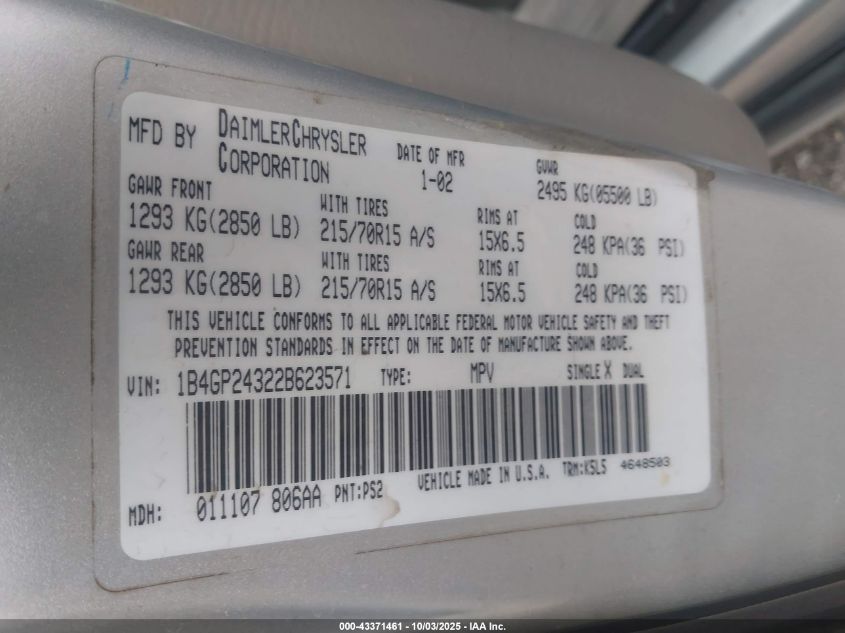 MFD BY DAIMLERCHRYSLER CORPORATION DATE OF MFR 1-02 GVWR 2495 KG(05500 LB)
GAWR FRONT WITH TIRES RIMS AT COLD
1293 KG(2850 LB) 215/70R15 A/S 15X6.5 248 KPA(36 PSI)
GAWR REAR WITH TIRES RIMS AT COLD
1293 KG(2850 LB) 215/70R15 A/S 15X6.5 248 KPA(36 PSI)
THIS VEHICLE CONFORMS TO ALL APPLICABLE FEDERAL MOTOR VEHICLE SAFETY AND THEFT
PREVENTION STANDARDS IN EFFECT ON THE DATE OF MANUFACTURE SHOWN ABOVE.
VIN: 1B4GP24322B623571 TYPE: MPV SINGLE X DUAL
MDH: 011107 806AA PNT:PS2 VEHICLE MADE IN U.S.A. TRM:K5L5 4648503
000-43371461 - 10/03/2025 - IAA Inc.